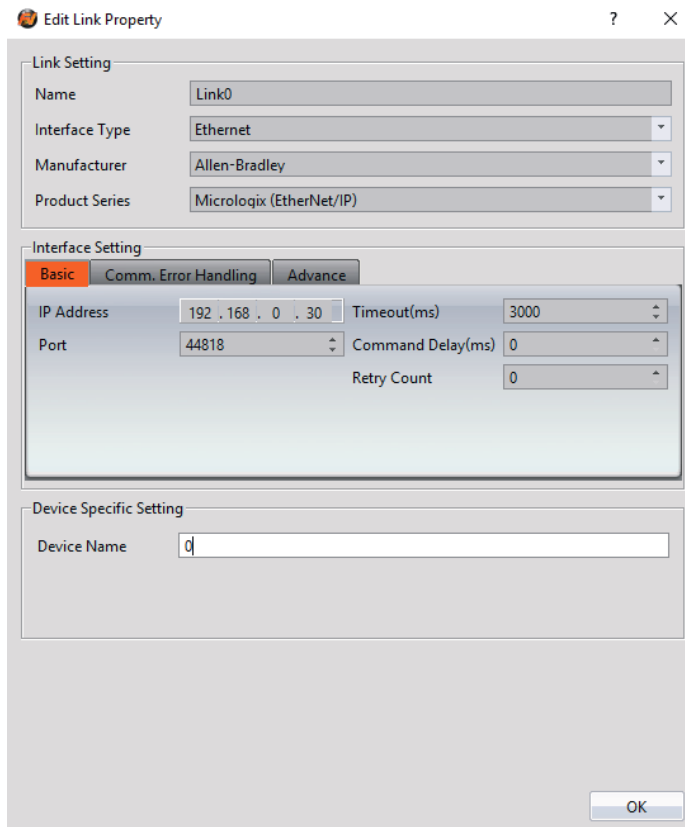 Edit Link Property ? ×
Link Setting
Name Link0
Interface Type Ethernet
Manufacturer Allen-Bradley
Product Series Micrologix (EtherNet/IP)
Interface Setting
Basic Comm. Error Handling Advance
IP Address 192 . 168 . 0 . 30 Timeout(ms) 3000
Port 44818 Command Delay(ms) 0
Retry Count 0
Device Specific Setting
Device Name 0
OK